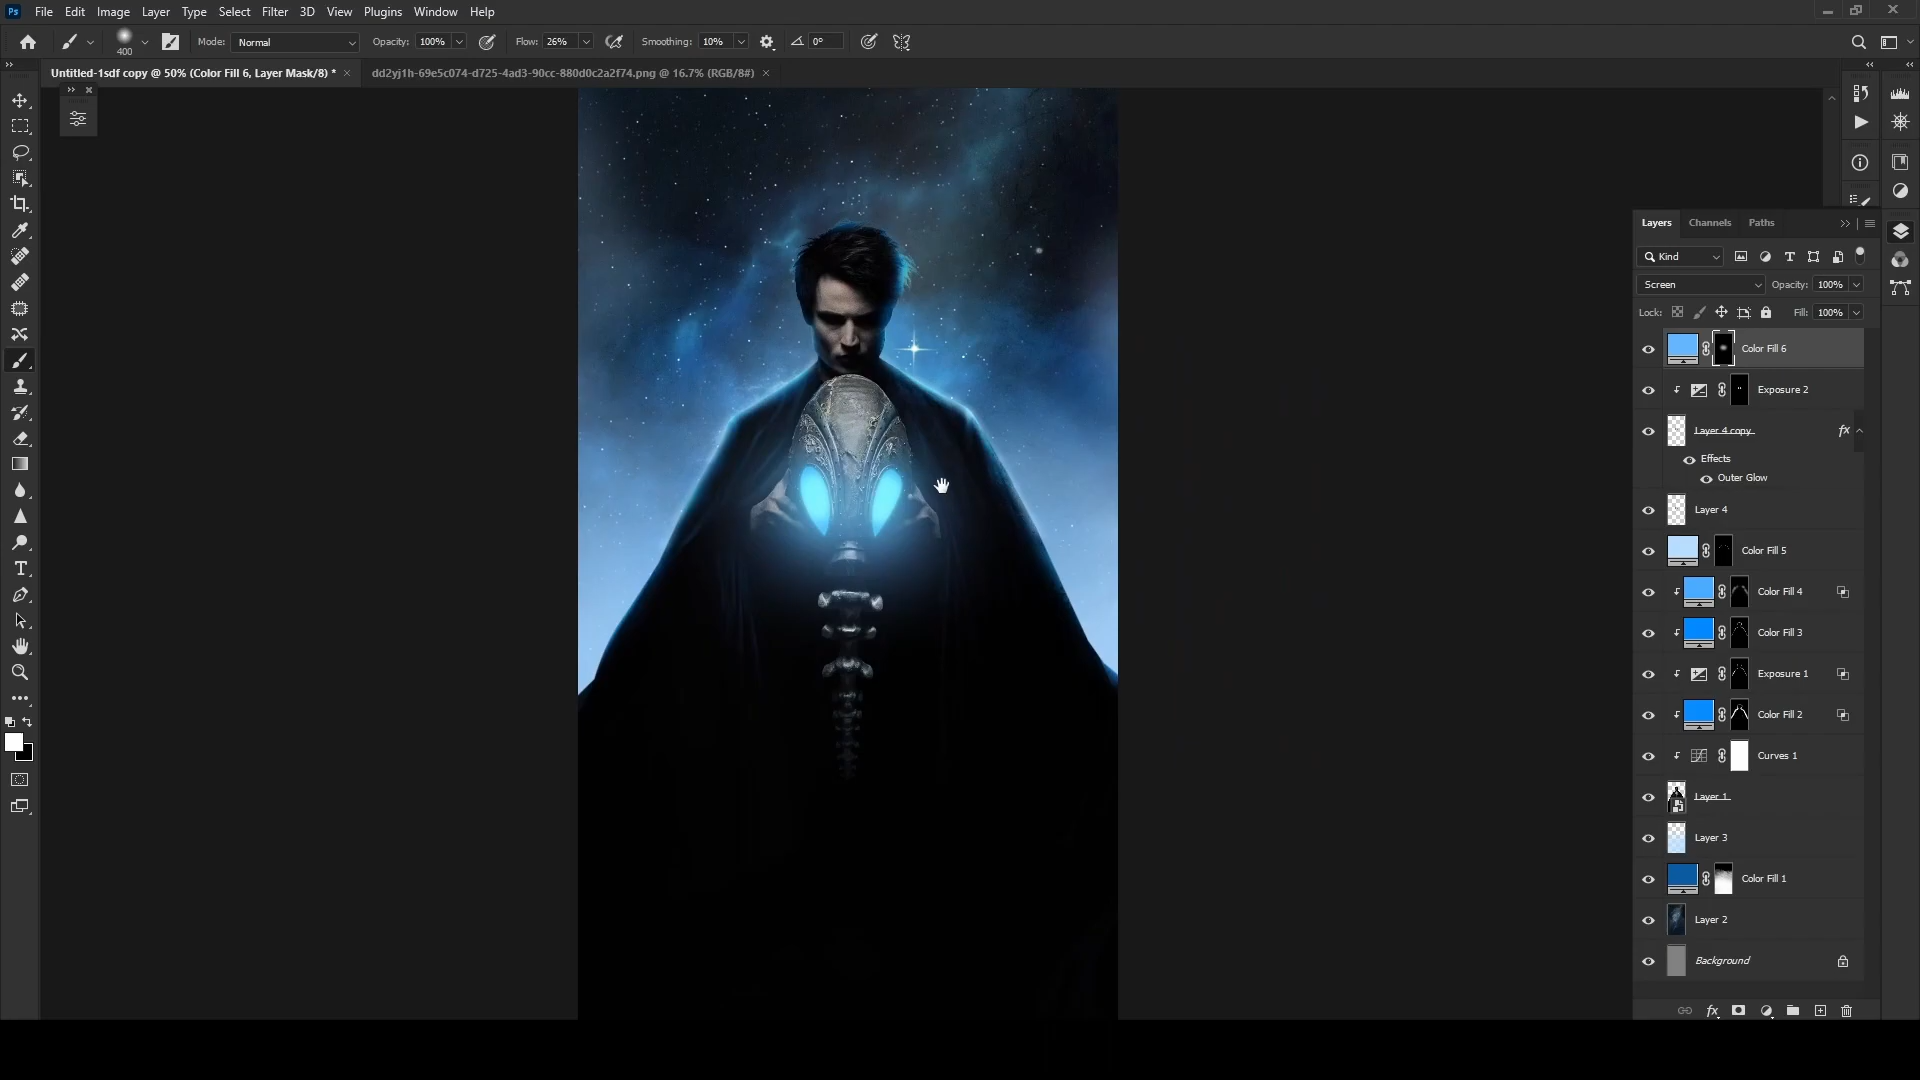 Ps File Edit Image Layer Type Select Filter 3D View Plugins Window Help
400 Mode: Normal Opacity: 100% Flow: 26% Smoothing: 10% 0°
Untitled-1sdf copy @ 50% (Color Fill 6, Layer Mask/8) * × dd2yj1h-69e5c074-d725-4ad3-90cc-880d0c2a2f74.png @ 16.7% (RGB/8#) ×
Layers Channels Paths
Kind
Screen Opacity: 100%
Lock: Fill: 100%
Color Fill 6
Exposure 2
Layer 4 copy fx
Effects
Outer Glow
Layer 4
Color Fill 5
Color Fill 4
Color Fill 3
Exposure 1
Color Fill 2
Curves 1
Layer 1
Layer 3
Color Fill 1
Layer 2
Background
fx